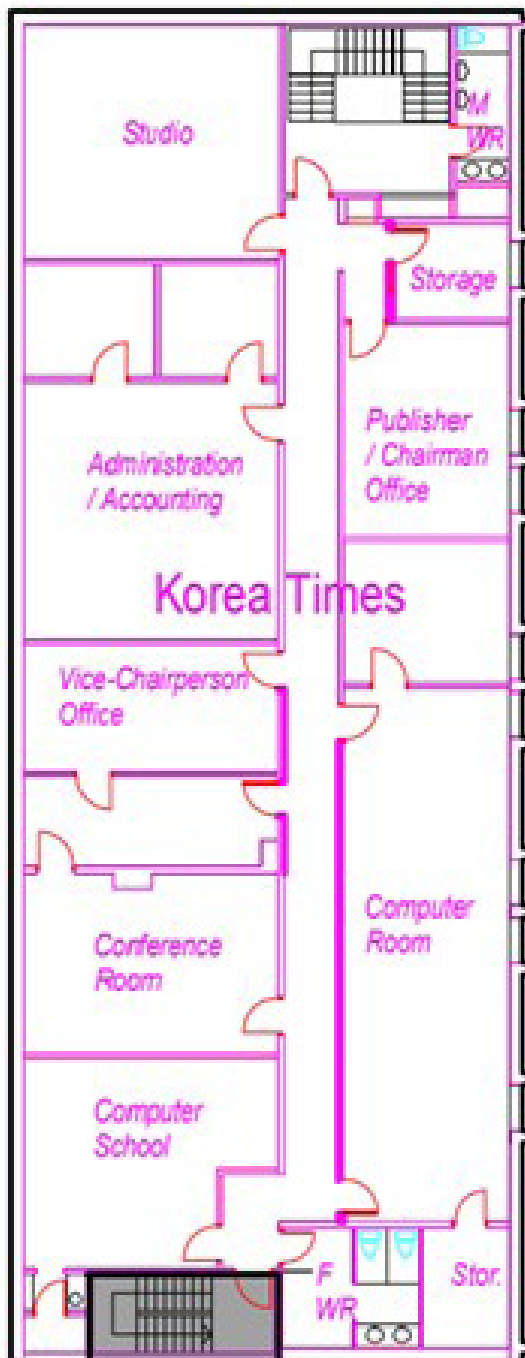 Studio
M
WR
Storage
Publisher
/ Chairman
Office
Administration
/ Accounting
Korea Times
Vice-Chairperson
Office
Computer
Room
Conference
Room
Computer
School
F
WR
Stor.